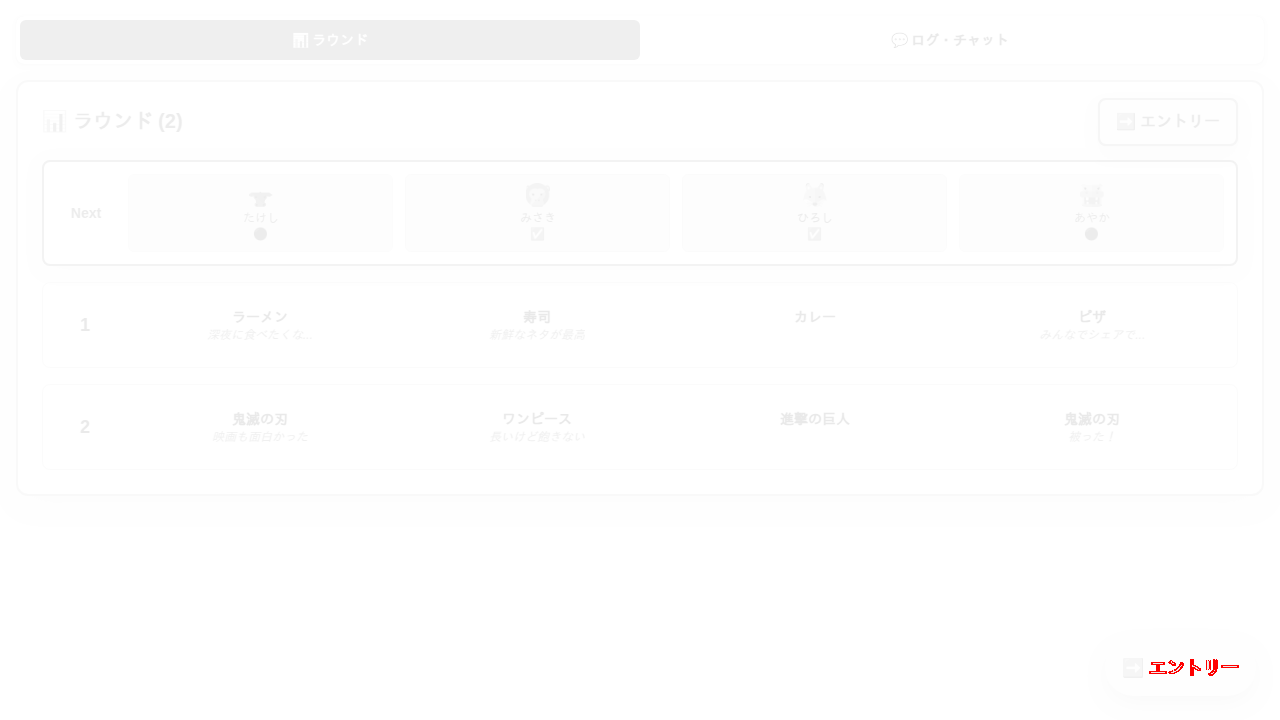 📊 ラウンド
💬 ログ・チャット
📊 ラウンド (2)
➡️ エントリー
Next
たけし
みさき
ひろし
あやか
1
ラーメン
寿司
カレー
ピザ
深夜に食べたくな...
新鮮なネタが最高
みんなでシェアで...
2
鬼滅の刃
ワンピース
進撃の巨人
鬼滅の刃
映画も面白かった
長いけど飽きない
被った！
➡️ エントリー